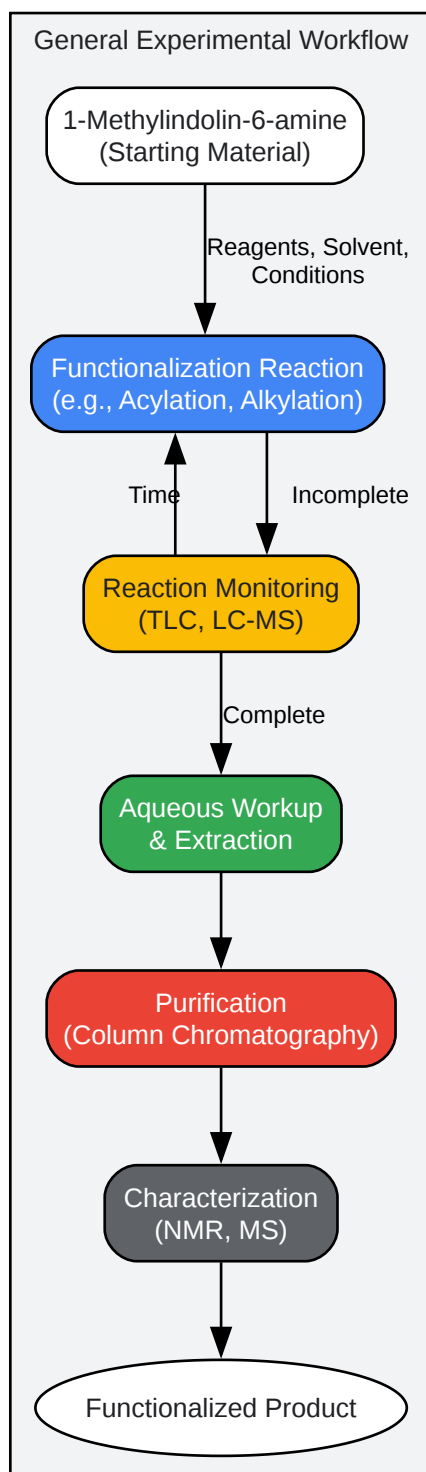 General Experimental Workflow
1-Methylindolin-6-amine
(Starting Material)
Reagents, Solvent,
Conditions
Functionalization Reaction
(e.g., Acylation, Alkylation)
Time
Incomplete
Reaction Monitoring
(TLC, LC-MS)
Complete
Aqueous Workup
& Extraction
Purification
(Column Chromatography)
Characterization
(NMR, MS)
Functionalized Product